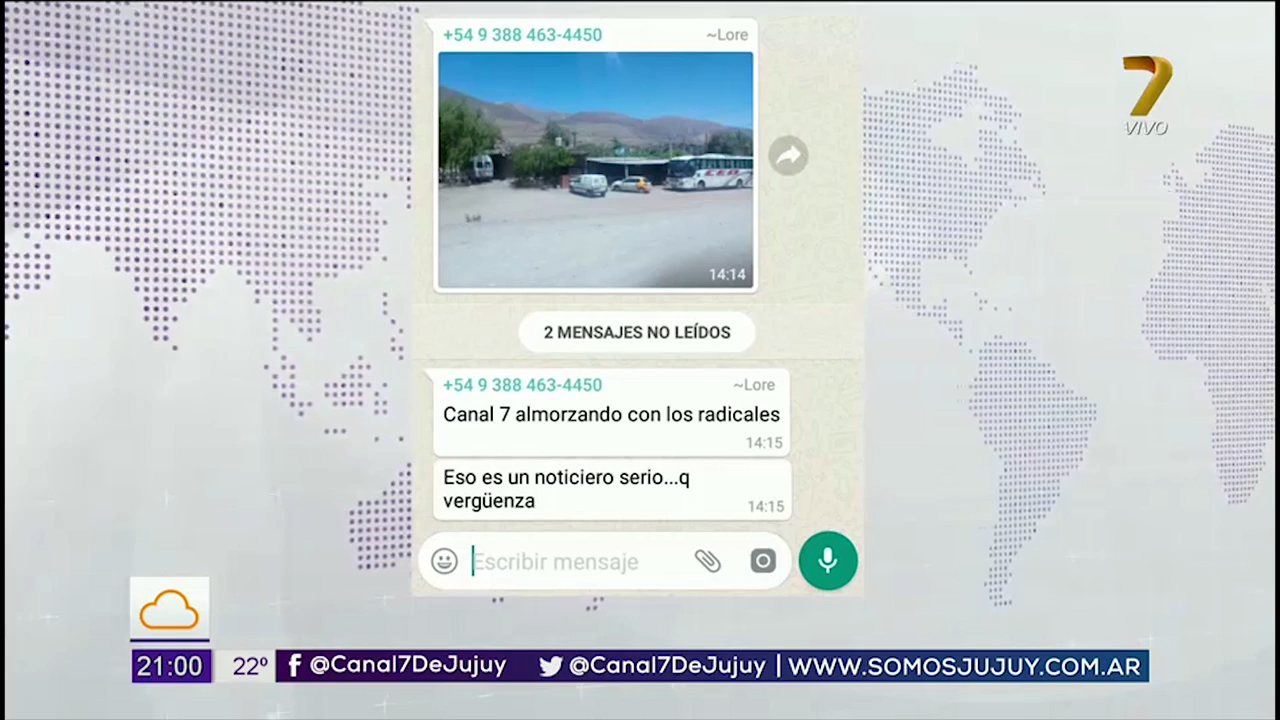 +54 9 388 463-4450 ~Lore
14:14
7
VIVO
2 MENSAJES NO LEÍDOS
+54 9 388 463-4450 ~Lore
Canal 7 almorzando con los radicales
14:15
Eso es un noticiero serio...q
vergüenza
14:15
Escribir mensaje
21:00 22º f @Canal7DeJujuy @Canal7DeJujuy | WWW.SOMOSJUJUY.COM.AR